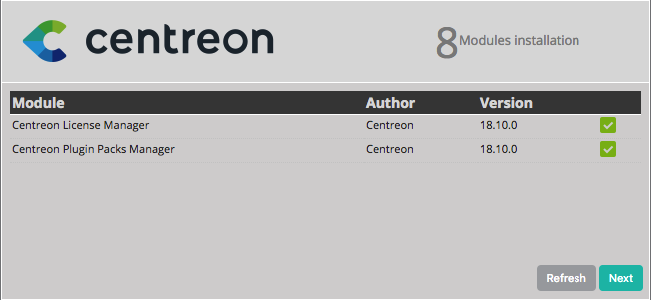 centreon
8 Modules installation
Module Author Version
Centreon License Manager Centreon 18.10.0
Centreon Plugin Packs Manager Centreon 18.10.0
Refresh Next